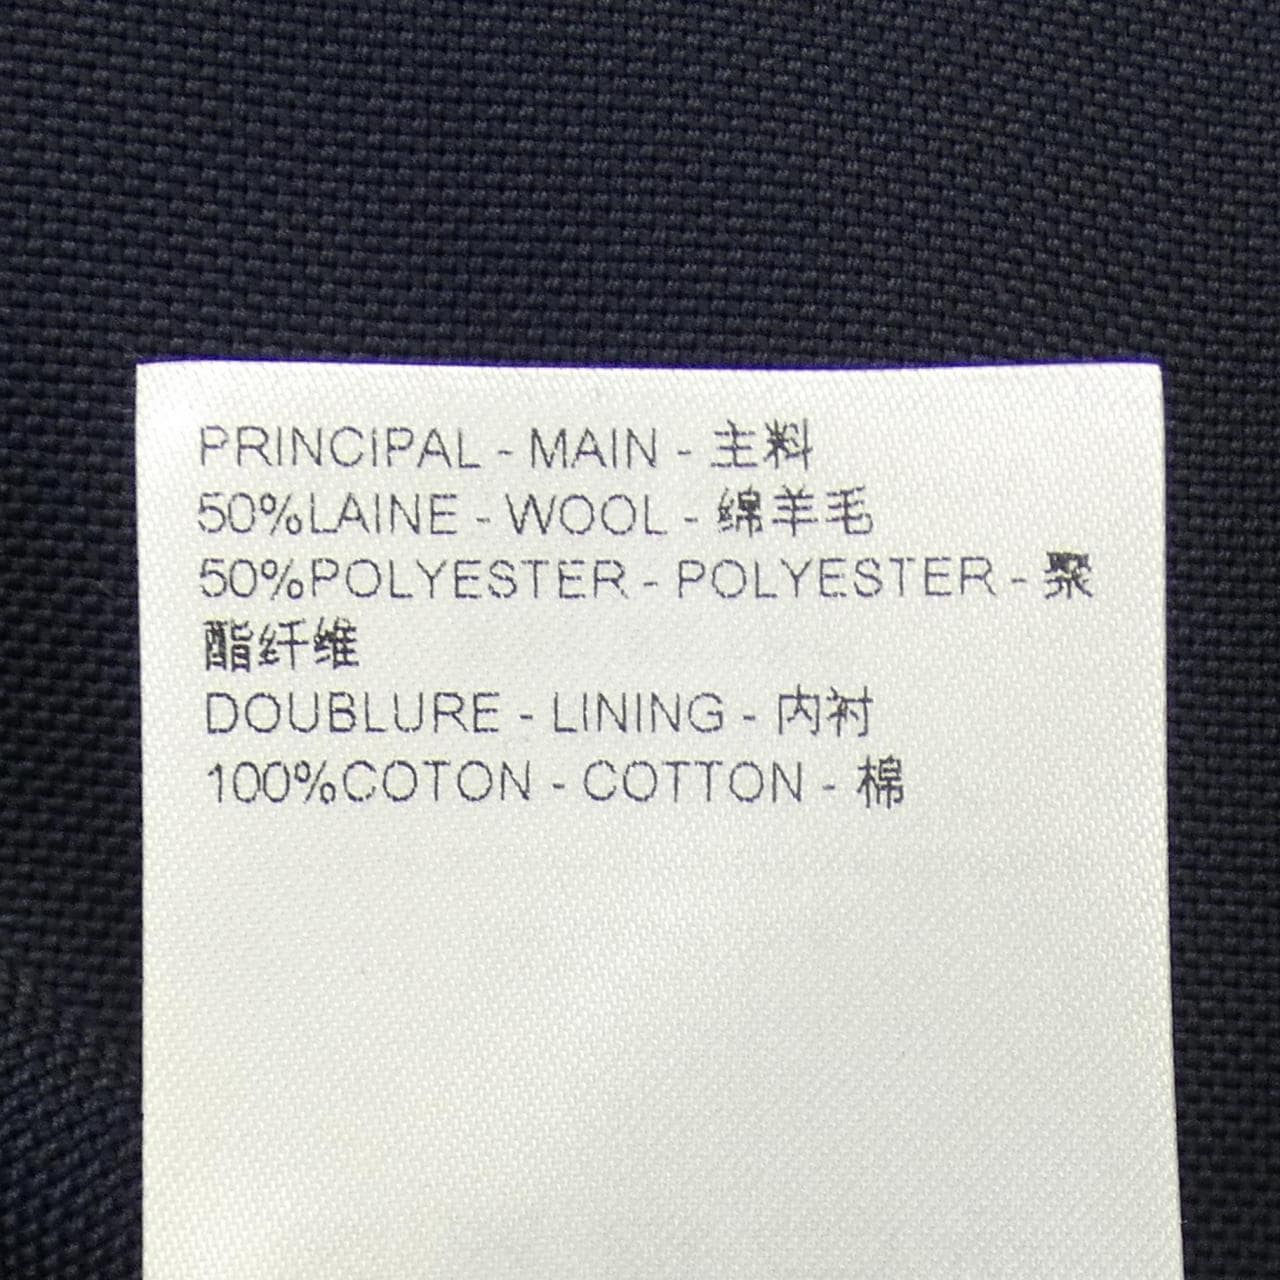 PRINCIPAL - MAIN - 主料
50%LAINE - WOOL - 绵羊毛
50%POLYESTER - POLYESTER - 聚
酯纤维
DOUBLURE - LINING - 内衬
100%COTON - COTTON - 棉